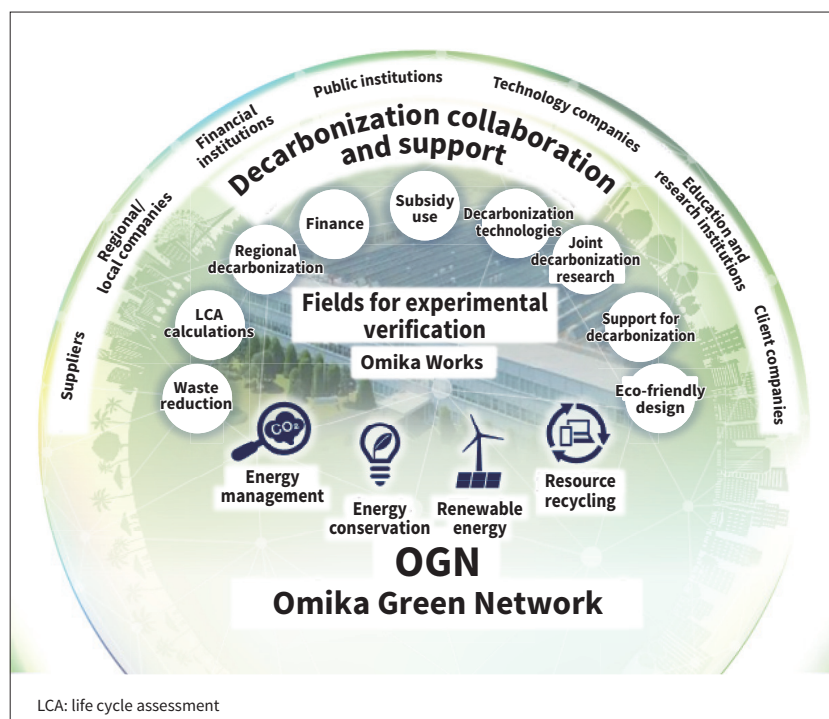 Public institutions
Technology companies
Financial
institutions
Education and
research institutions
Regional/
local companies
Client companies
Suppliers
Decarbonization collaboration
and support
Subsidy
use
Finance
Decarbonization
technologies
Regional
decarbonization
Joint
decarbonization
research
LCA
calculations
Support for
decarbonization
Waste
reduction
Eco-friendly
design
Fields for experimental
verification
Omika Works
CO₂
Energy
management
Energy
conservation
Renewable
energy
Resource
recycling
OGN
Omika Green Network
LCA: life cycle assessment